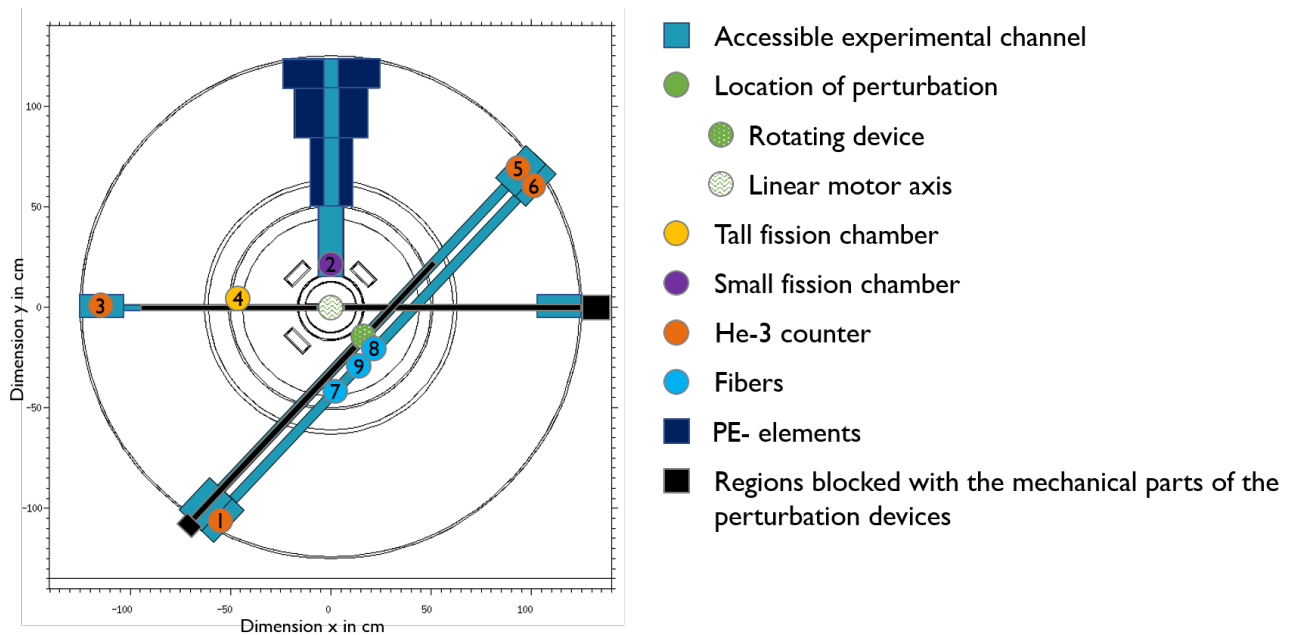 Accessible experimental channel
Location of perturbation
Rotating device
Linear motor axis
Tall fission chamber
Small fission chamber
He-3 counter
Fibers
PE- elements
Regions blocked with the mechanical parts of the
perturbation devices
Dimension y in cm
100
50
0
−50
−100
−100
−50
0
50
100
Dimension x in cm
5
6
2
3
4
8
9
7
1